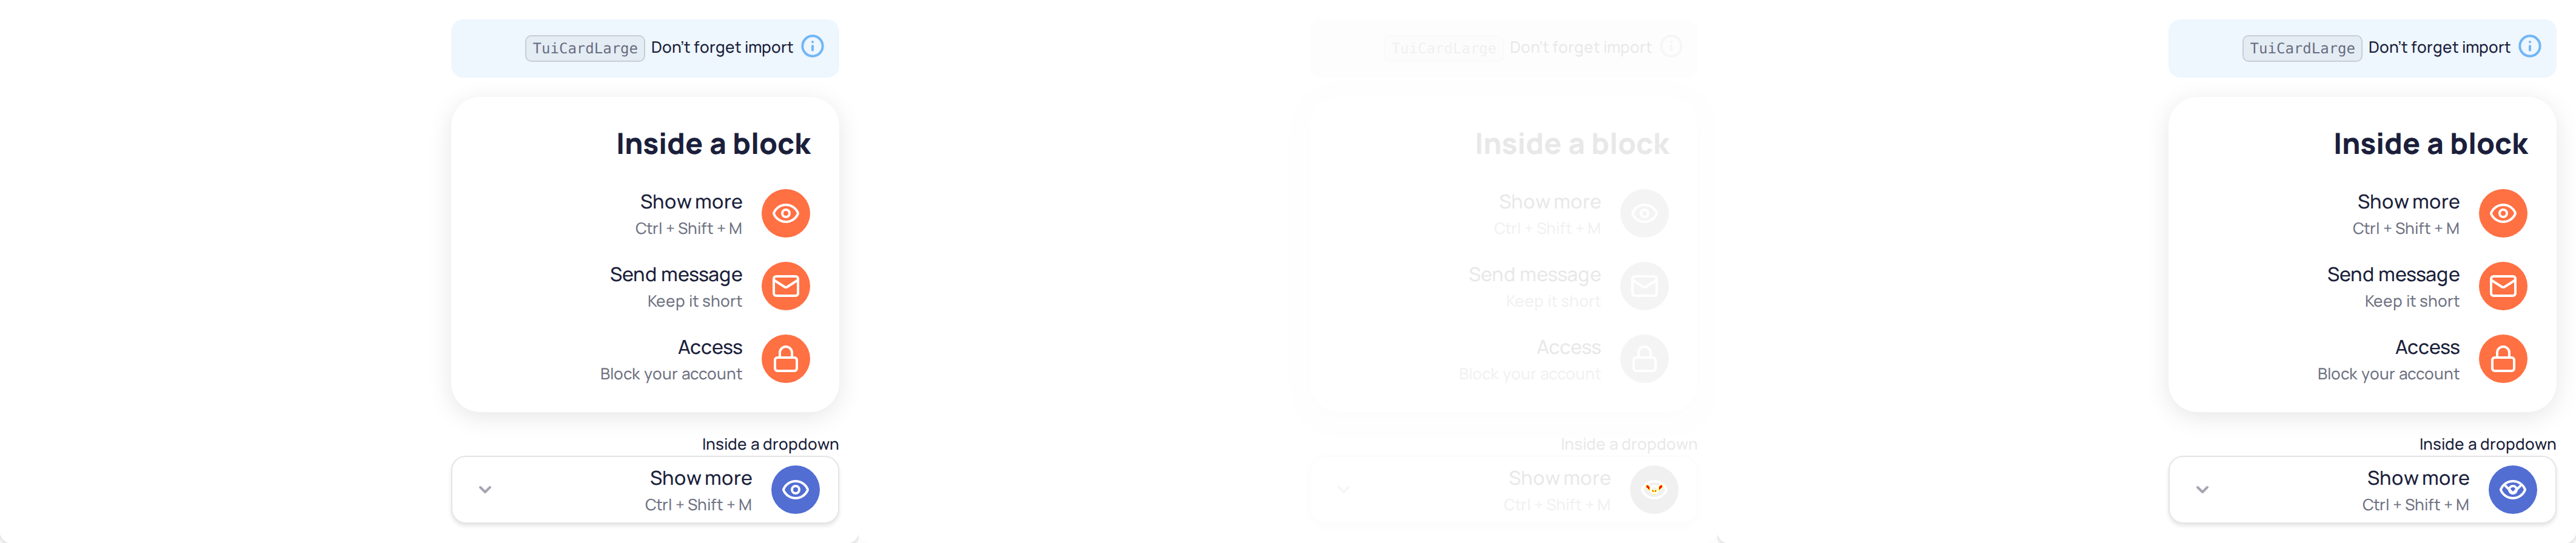 TuiCardLarge Don't forget import
Inside a block
Show more
Ctrl + Shift + M
Send message
Keep it short
Access
Block your account
Inside a dropdown
Show more
Ctrl + Shift + M
TuiCardLarge Don't forget import
Inside a block
Show more
Ctrl + Shift + M
Send message
Keep it short
Access
Block your account
Inside a dropdown
Show more
Ctrl + Shift + M
TuiCardLarge Don't forget import
Inside a block
Show more
Ctrl + Shift + M
Send message
Keep it short
Access
Block your account
Inside a dropdown
Show more
Ctrl + Shift + M